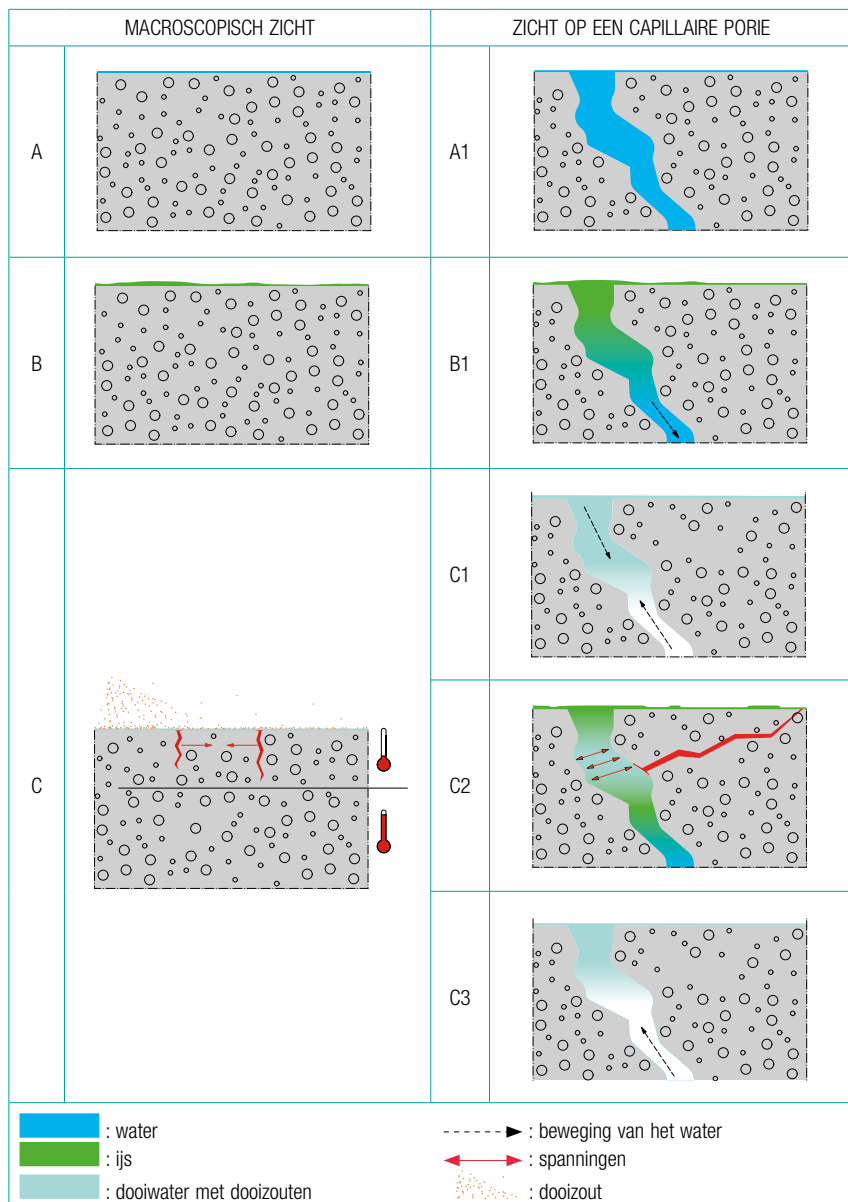 MACROSCOPISCH ZICHT
ZICHT OP EEN CAPILLAIRE PORIE
A
A1
B
B1
C
C1
C2
C3
: water
: ijs
: dooiwater met dooizouten
: beweging van het water
: spanningen
: dooizout